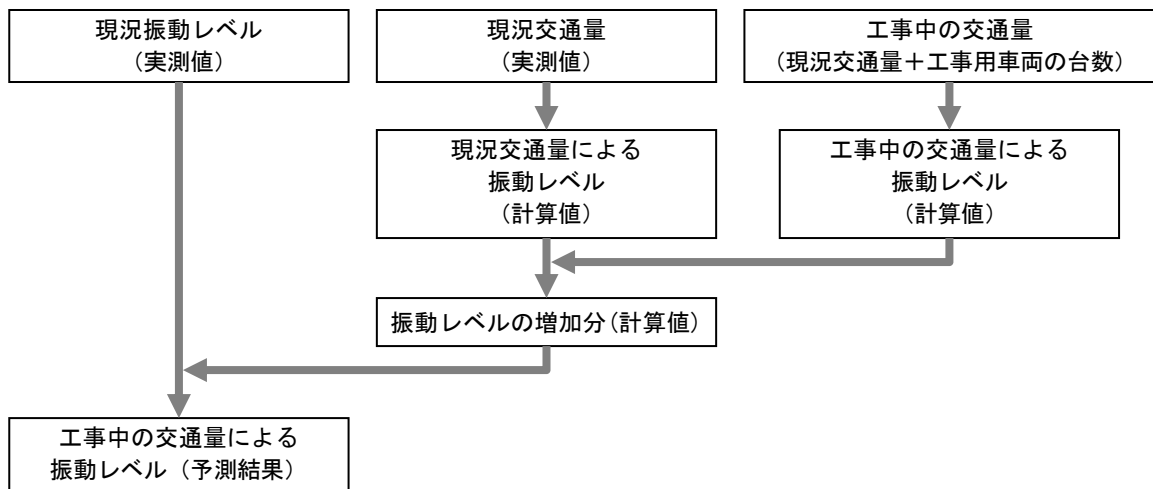 現況振動レベル
（実測値）
現況交通量
（実測値）
工事中の交通量
（現況交通量＋工事用車両の台数）
現況交通量による
振動レベル
（計算値）
工事中の交通量による
振動レベル
（計算値）
振動レベルの増加分（計算値）
工事中の交通量による
振動レベル（予測結果）